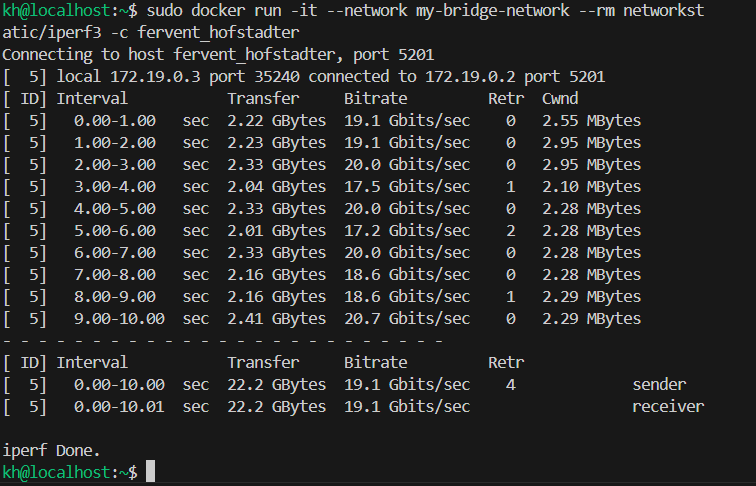 kh@localhost:~$ sudo docker run -it --network my-bridge-network --rm networkst
atic/iperf3 -c fervent_hofstadter
Connecting to host fervent_hofstadter, port 5201
[  5] local 172.19.0.3 port 35240 connected to 172.19.0.2 port 5201
[ ID] Interval           Transfer     Bitrate         Retr  Cwnd
[  5]   0.00-1.00   sec  2.22 GBytes  19.1 Gbits/sec    0   2.55 MBytes
[  5]   1.00-2.00   sec  2.23 GBytes  19.1 Gbits/sec    0   2.95 MBytes
[  5]   2.00-3.00   sec  2.33 GBytes  20.0 Gbits/sec    0   2.95 MBytes
[  5]   3.00-4.00   sec  2.04 GBytes  17.5 Gbits/sec    1   2.10 MBytes
[  5]   4.00-5.00   sec  2.33 GBytes  20.0 Gbits/sec    0   2.28 MBytes
[  5]   5.00-6.00   sec  2.01 GBytes  17.2 Gbits/sec    2   2.28 MBytes
[  5]   6.00-7.00   sec  2.33 GBytes  20.0 Gbits/sec    0   2.28 MBytes
[  5]   7.00-8.00   sec  2.16 GBytes  18.6 Gbits/sec    0   2.28 MBytes
[  5]   8.00-9.00   sec  2.16 GBytes  18.6 Gbits/sec    1   2.29 MBytes
[  5]   9.00-10.00  sec  2.41 GBytes  20.7 Gbits/sec    0   2.29 MBytes
- - - - - - - - - - - - - - - - - - - - - - - - -
[ ID] Interval           Transfer     Bitrate         Retr
[  5]   0.00-10.00  sec  22.2 GBytes  19.1 Gbits/sec    4             sender
[  5]   0.00-10.01  sec  22.2 GBytes  19.1 Gbits/sec                  receiver

iperf Done.
kh@localhost:~$